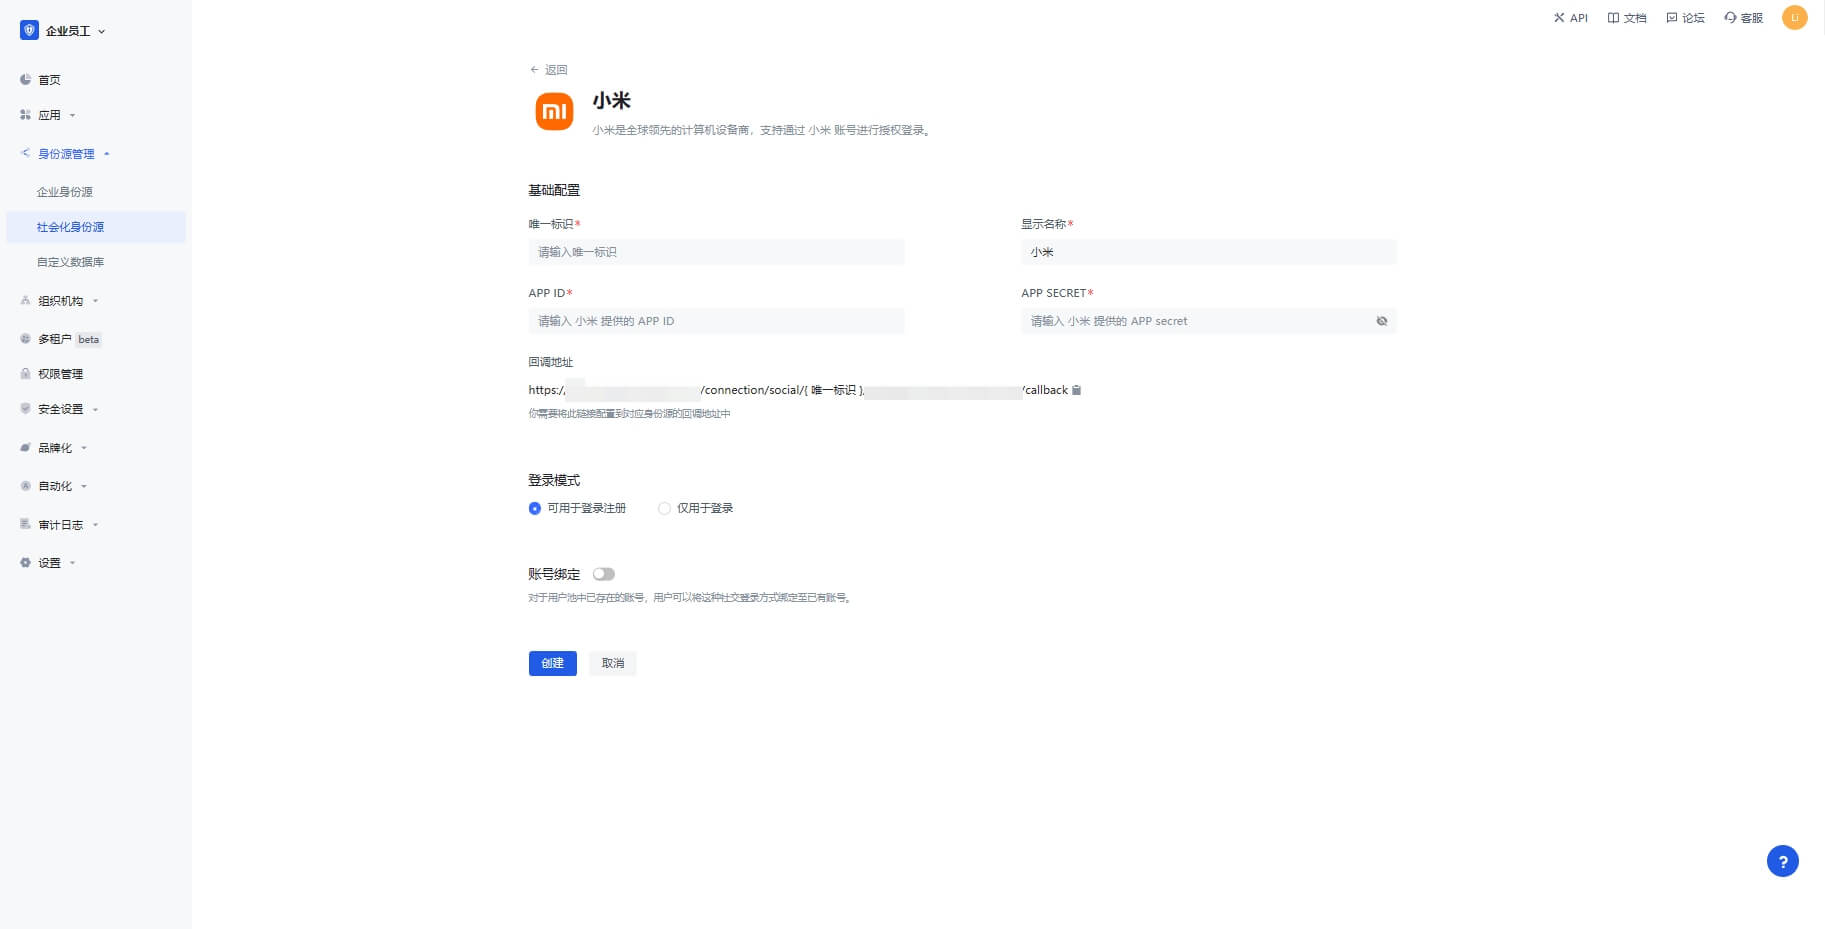 企业员工
API 文档 论坛 客服 Li
首页
应用
身份源管理
企业身份源
社会化身份源
自定义数据库
组织机构
多租户 beta
权限管理
安全设置
品牌化
自动化
审计日志
设置
返回
小米
小米是全球领先的计算机设备商，支持通过 小米 账号进行授权登录。
基础配置
唯一标识* 显示名称*
请输入唯一标识 小米
APP ID* APP SECRET*
请输入 小米 提供的 APP ID 请输入 小米 提供的 APP secret
回调地址
https:// /connection/social/{ 唯一标识 } /callback
你需要将此链接配置到对应身份源的回调地址中
登录模式
可用于登录注册 仅用于登录
账号绑定
对于用户池中已存在的账号，用户可以将这种社交登录方式绑定至已有账号。
创建 取消
?